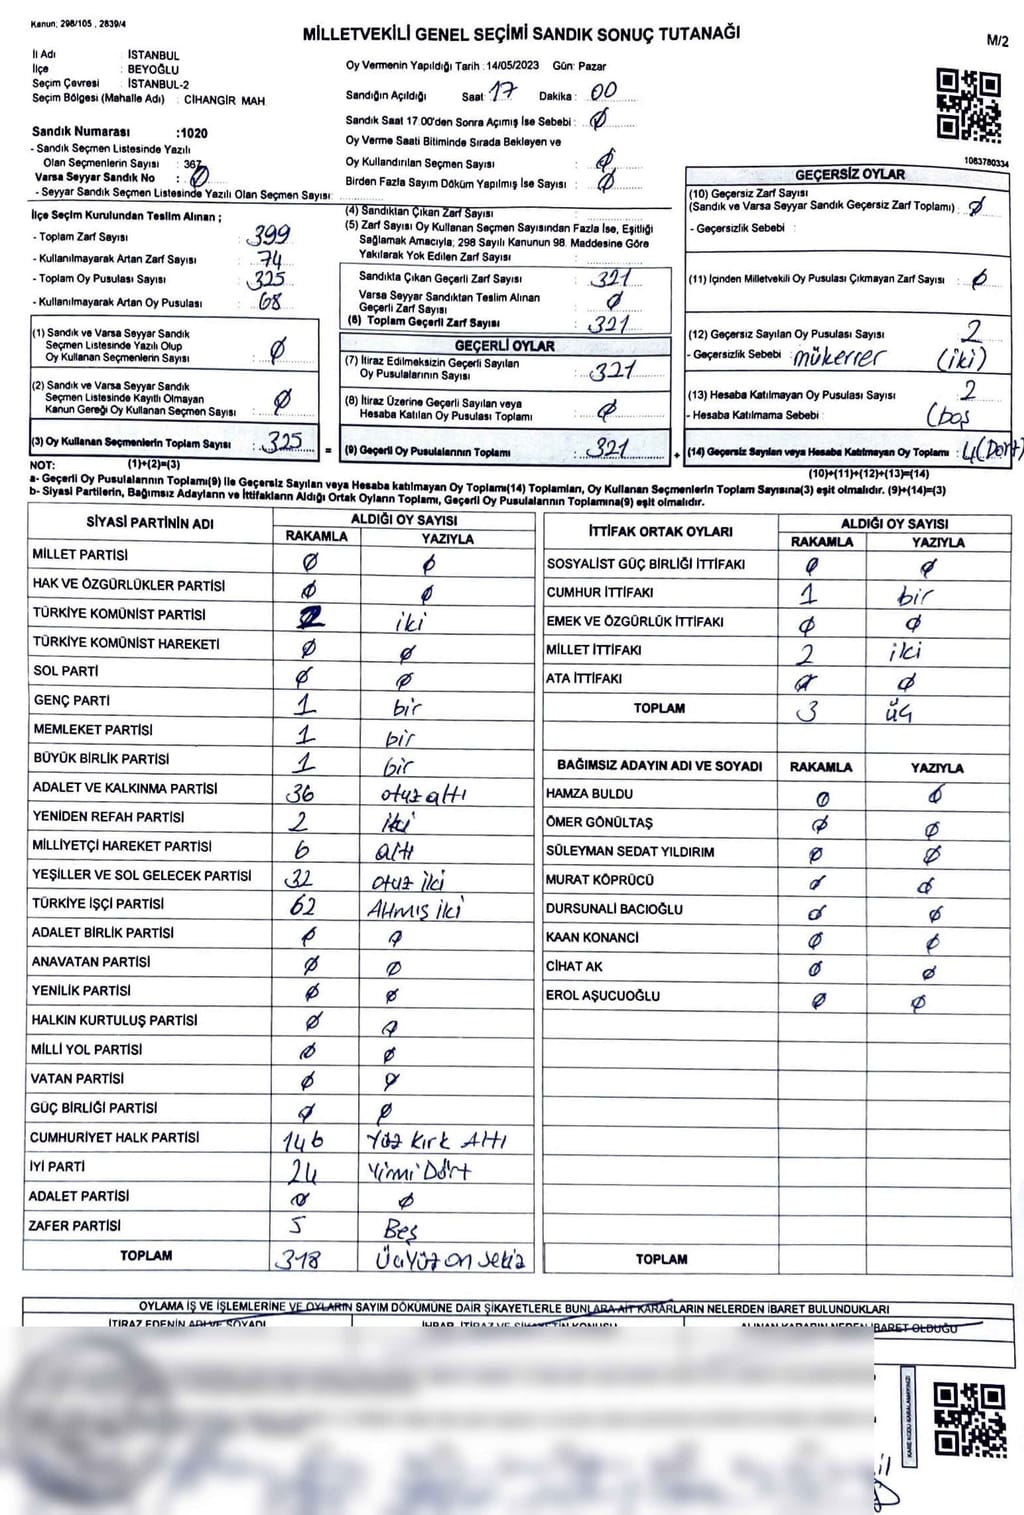 Kanun; 298/105 , 2839/4
MİLLETVEKİLİ GENEL SEÇİMİ SANDIK SONUÇ TUTANAĞI
M/2
İl Adı : İSTANBUL
İlçe : BEYOĞLU
Seçim Çevresi : İSTANBUL-2
Seçim Bölgesi (Mahalle Adı) : CİHANGİR MAH.
Sandık Numarası :1020
- Sandık Seçmen Listesinde Yazılı
Olan Seçmenlerin Sayısı : 367
Varsa Seyyar Sandık No : Ø
- Seyyar Sandık Seçmen Listesinde Yazılı Olan Seçmen Sayısı:
Oy Vermenin Yapıldığı Tarih :14/05/2023 Gün: Pazar
Sandığın Açıldığı Saat: 17 Dakika : 00
Sandık Saat 17.00'den Sonra Açımış İse Sebebi : Ø
Oy Verme Saati Bitiminde Sırada Bekleyen ve
Oy Kullandırılan Seçmen Sayısı : Ø
Birden Fazla Sayım Döküm Yapılmış İse Sayısı : Ø
1083780334
İlçe Seçim Kurulundan Teslim Alınan ;
- Toplam Zarf Sayısı : 399
- Kullanılmayarak Artan Zarf Sayısı : 74
- Toplam Oy Pusulası Sayısı : 325
- Kullanılmayarak Artan Oy Pusulası : 68
(1) Sandık ve Varsa Seyyar Sandık
Seçmen Listesinde Yazılı Olup
Oy Kullanan Seçmenlerin Sayısı : Ø
(2) Sandık ve Varsa Seyyar Sandık
Seçmen Listesinde Kayıtlı Olmayan
Kanun Gereği Oy Kullanan Seçmen Sayısı : Ø
(3) Oy Kullanan Seçmenlerin Toplam Sayısı : 325
(4) Sandıktan Çıkan Zarf Sayısı :
(5) Zarf Sayısı Oy Kullanan Seçmen Sayısından Fazla İse, Eşitliği
Sağlamak Amacıyla; 298 Sayılı Kanunun 98. Maddesine Göre
Yakılarak Yok Edilen Zarf Sayısı :
Sandıkta Çıkan Geçerli Zarf Sayısı : 321
Varsa Seyyar Sandıktan Teslim Alınan
Geçerli Zarf Sayısı : Ø
(6) Toplam Geçerli Zarf Sayısı : 321
GEÇERLİ OYLAR
(7) İtiraz Edilmeksizin Geçerli Sayılan
Oy Pusulalarının Sayısı : 321
(8) İtiraz Üzerine Geçerli Sayılan veya
Hesaba Katılan Oy Pusulası Toplamı : Ø
= (9) Geçerli Oy Pusulalarının Toplamı : 321
GEÇERSİZ OYLAR
(10) Geçersiz Zarf Sayısı
(Sandık ve Varsa Seyyar Sandık Geçersiz Zarf Toplamı) : Ø
- Geçersizlik Sebebi :
(11) İçinden Milletvekili Oy Pusulası Çıkmayan Zarf Sayısı : Ø
(12) Geçersiz Sayılan Oy Pusulası Sayısı : 2
- Geçersizlik Sebebi : mükerrer (iki)
(13) Hesaba Katılmayan Oy Pusulası Sayısı : 2
- Hesaba Katılmama Sebebi : (boş
+ (14) Geçersiz Sayılan veya Hesaba Katılmayan Oy Toplamı : 4(Dört)
NOT: (1)+(2)=(3)
(10)+(11)+(12)+(13)=(14)
a- Geçerli Oy Pusulalarının Toplamı(9) İle Geçersiz Sayılan veya Hesaba katılmayan Oy Toplamı(14) Toplamları, Oy Kullanan Seçmenlerin Toplam Sayısına(3) eşit olmalıdır. (9)+(14)=(3)
b- Siyasi Partilerin, Bağımsız Adayların ve İttifakların Aldığı Ortak Oyların Toplamı, Geçerli Oy Pusulalarının Toplamına(9) eşit olmalıdır.
SİYASİ PARTİNİN ADI ALDIĞI OY SAYISI
RAKAMLA YAZIYLA
MİLLET PARTİSİ Ø Ø
HAK VE ÖZGÜRLÜKLER PARTİSİ Ø Ø
TÜRKİYE KOMÜNİST PARTİSİ 2 iki
TÜRKİYE KOMÜNİST HAREKETİ Ø Ø
SOL PARTİ Ø Ø
GENÇ PARTİ 1 bir
MEMLEKET PARTİSİ 1 bir
BÜYÜK BİRLİK PARTİSİ 1 bir
ADALET VE KALKINMA PARTİSİ 36 otuz altı
YENİDEN REFAH PARTİSİ 2 iki
MİLLİYETÇİ HAREKET PARTİSİ 6 altı
YEŞİLLER VE SOL GELECEK PARTİSİ 32 otuz iki
TÜRKİYE İŞÇİ PARTİSİ 62 Altmış iki
ADALET BİRLİK PARTİSİ Ø Ø
ANAVATAN PARTİSİ Ø Ø
YENİLİK PARTİSİ Ø Ø
HALKIN KURTULUŞ PARTİSİ Ø Ø
MİLLİ YOL PARTİSİ Ø Ø
VATAN PARTİSİ Ø Ø
GÜÇ BİRLİĞİ PARTİSİ Ø Ø
CUMHURİYET HALK PARTİSİ 146 Yüz Kırk Altı
İYİ PARTİ 24 Yirmi Dört
ADALET PARTİSİ Ø Ø
ZAFER PARTİSİ 5 Beş
TOPLAM 318 Üçyüz on sekiz
İTTİFAK ORTAK OYLARI ALDIĞI OY SAYISI
RAKAMLA YAZIYLA
SOSYALİST GÜÇ BİRLİĞİ İTTİFAKI Ø Ø
CUMHUR İTTİFAKI 1 bir
EMEK VE ÖZGÜRLÜK İTTİFAKI Ø Ø
MİLLET İTTİFAKI 2 iki
ATA İTTİFAKI Ø Ø
TOPLAM 3 üç
BAĞIMSIZ ADAYIN ADI VE SOYADI RAKAMLA YAZIYLA
HAMZA BULDU Ø Ø
ÖMER GÖNÜLTAŞ Ø Ø
SÜLEYMAN SEDAT YILDIRIM Ø Ø
MURAT KÖPRÜCÜ Ø Ø
DURSUNALİ BACIOĞLU Ø Ø
KAAN KONANCİ Ø Ø
CİHAT AK Ø Ø
EROL AŞUCUOĞLU Ø Ø
TOPLAM
OYLAMA İŞ VE İŞLEMLERİNE VE OYLARIN SAYIM DÖKÜMÜNE DAİR ŞİKAYETLERLE BUNLARA AİT KARARLARIN NELERDEN İBARET BULUNDUKLARI
İTİRAZ EDENİN ADI VE SOYADI İHBAR, İTİRAZ VE ŞİKAYETİN KONUSU ALINAN KARARIN NEDEN İBARET OLDUĞU